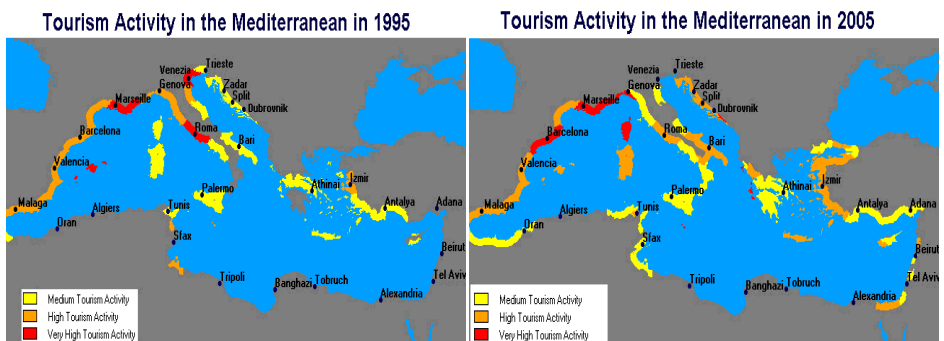 Tourism Activity in the Mediterranean in 1995
Trieste
Venezia
Genova
Zadar
Split
Marseille
Dubrovnik
Roma
Barcelona
Bari
Valencia
Palermo
Athinai
Izmir
Malaga
Algiers
Tunis
Antalya
Adana
Oran
Sfax
Beirut
Tripoli
Banghazi
Tobruch
Tel Aviv
Alexandria
Medium Tourism Activity
High Tourism Activity
Very High Tourism Activity
Tourism Activity in the Mediterranean in 2005
Trieste
Venezia
Genova
Zadar
Split
Marseille
Dubrovnik
Roma
Barcelona
Bari
Valencia
Palermo
Athinai
Izmir
Malaga
Algiers
Tunis
Antalya
Adana
Oran
Sfax
Beirut
Tripoli
Banghazi
Tobruch
Tel Aviv
Alexandria
Medium Tourism Activity
High Tourism Activity
Very High Tourism Activity